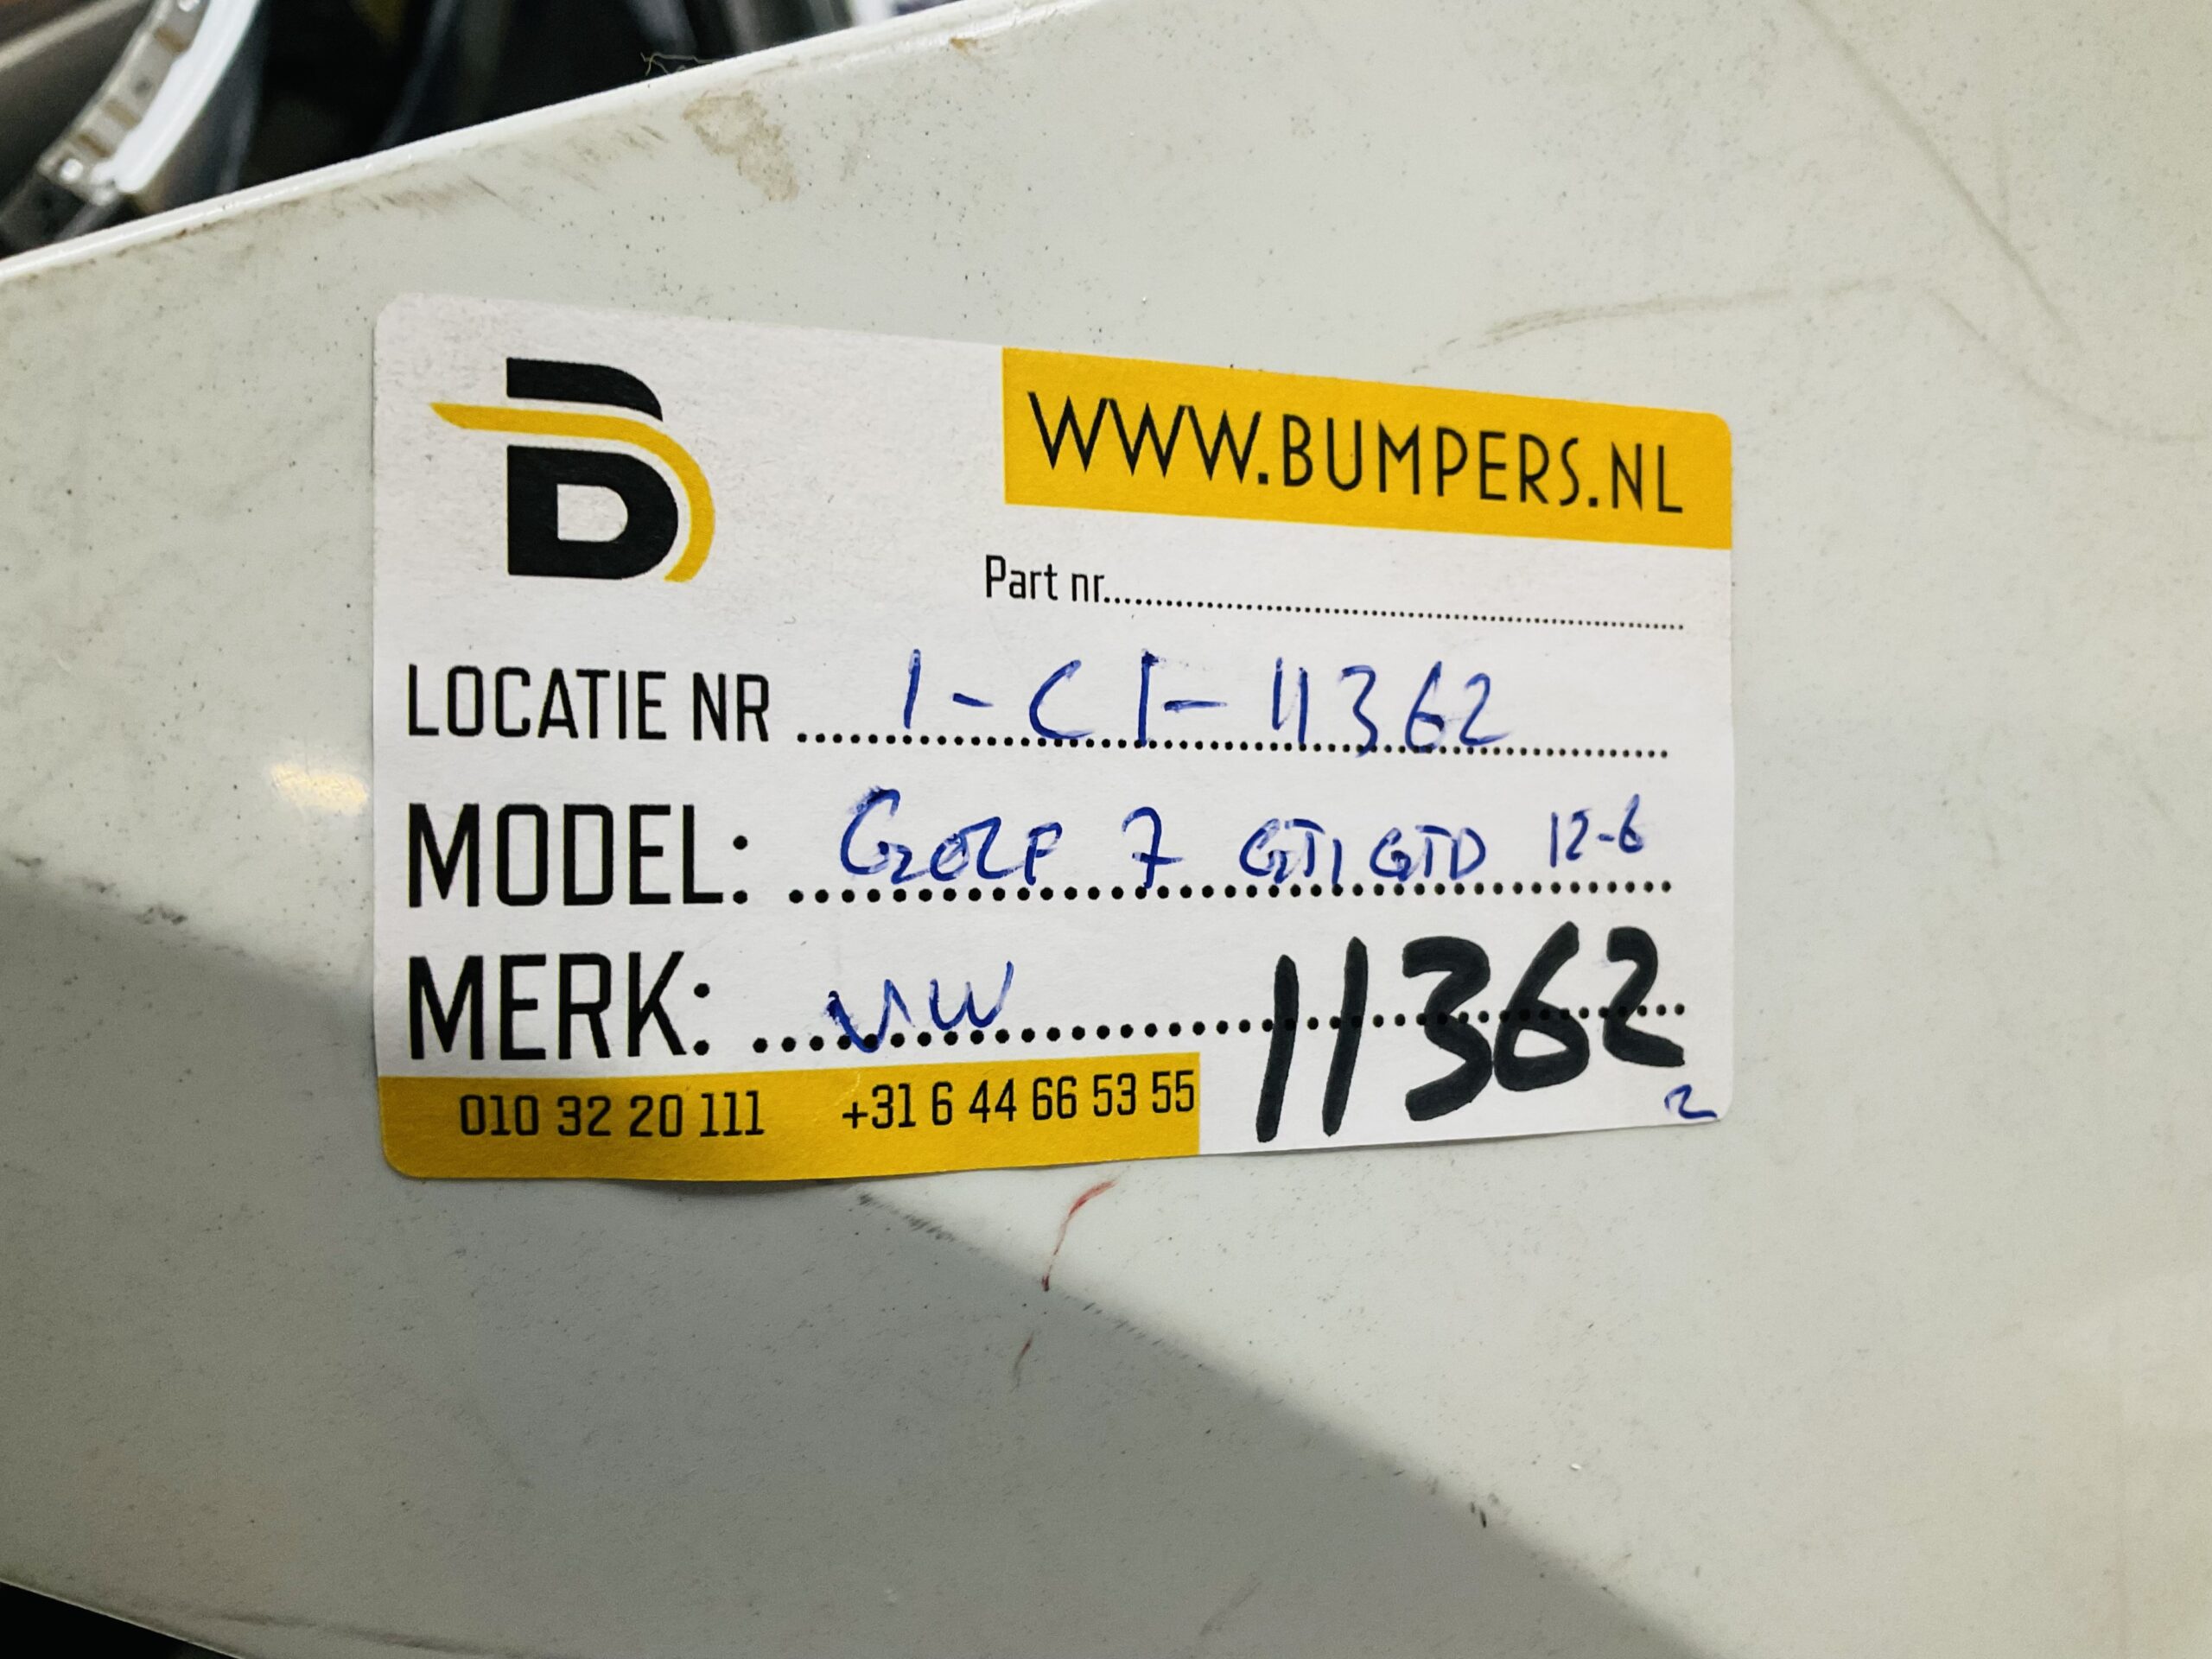 B
WWW.BUMPERS.NL
Part nr..........
LOCATIE NR ..... 1-C1-11362
MODEL: ..... GOLF 7 GTI GTD 12-6
MERK: ..... VW
11362
2
010 32 20 111 +31 6 44 66 53 55